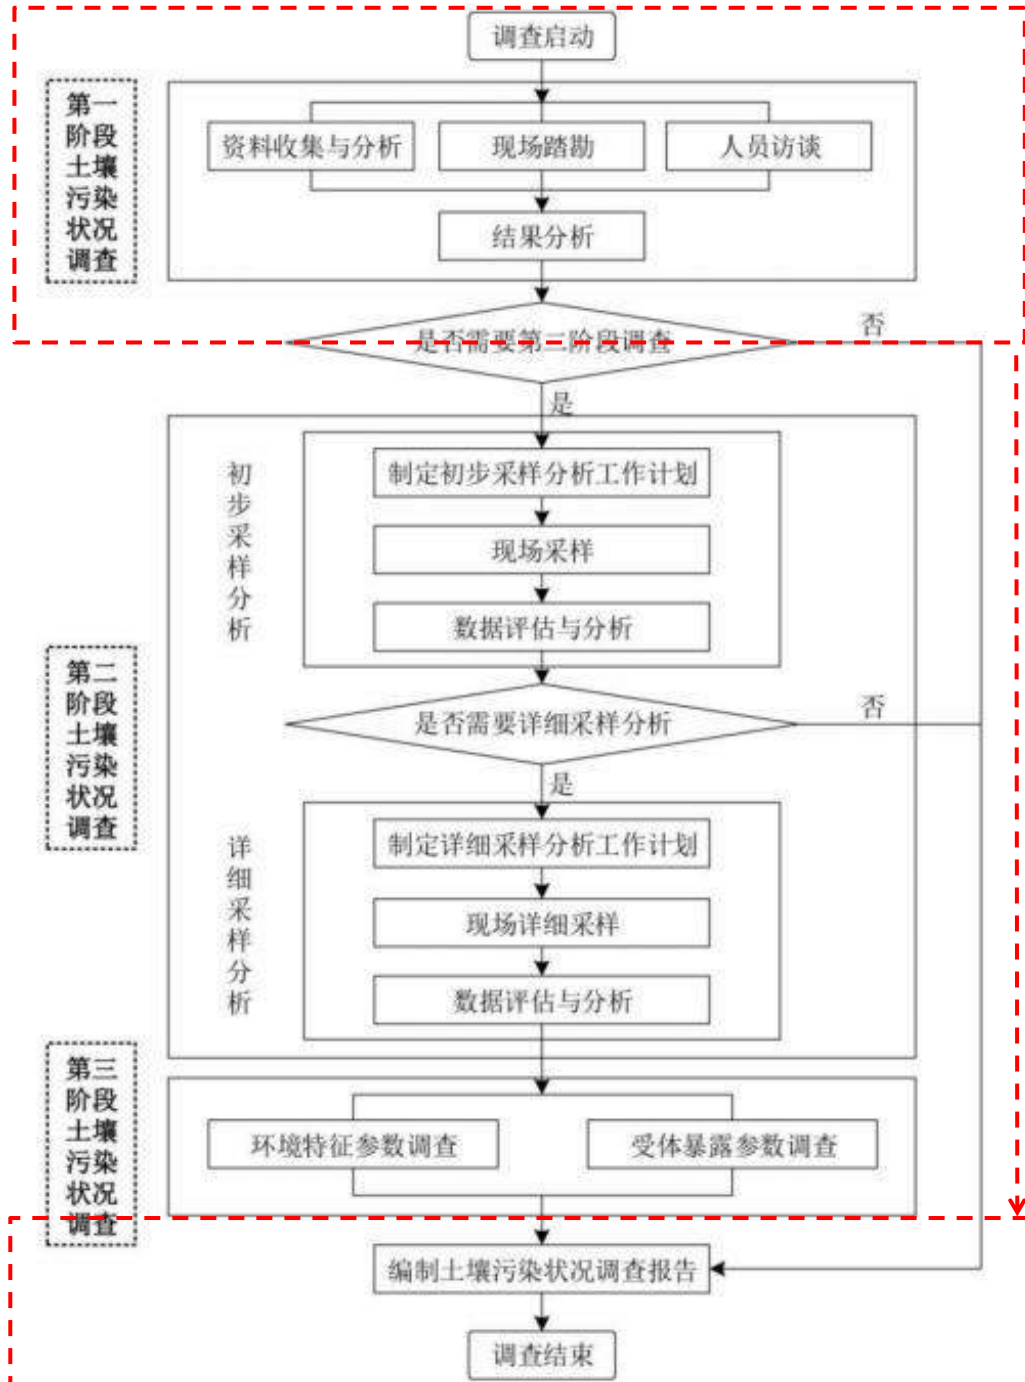 调查启动
第一
阶段
土壤
污染
状况
调查
资料收集与分析
现场踏勘
人员访谈
结果分析
是否需要第二阶段调查
否
是
初
步
采
样
分
析
制定初步采样分析工作计划
现场采样
数据评估与分析
第二
阶段
土壤
污染
状况
调查
是否需要详细采样分析
否
是
详
细
采
样
分
析
制定详细采样分析工作计划
现场详细采样
数据评估与分析
第三
阶段
土壤
污染
状况
调查
环境特征参数调查
受体暴露参数调查
编制土壤污染状况调查报告
调查结束